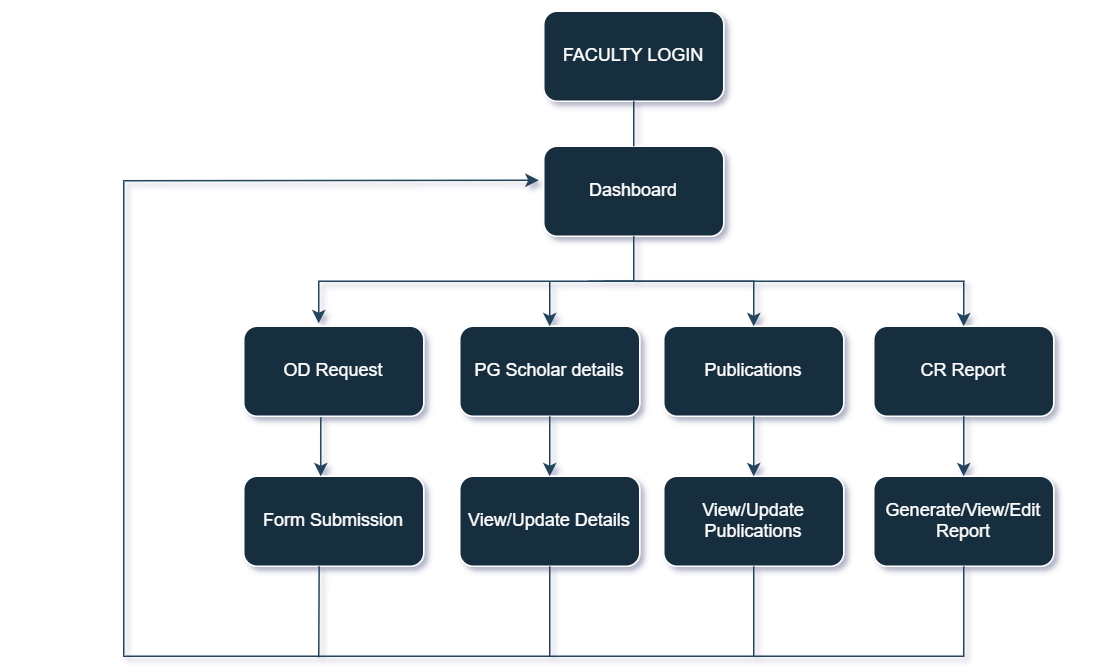 FACULTY LOGIN
Dashboard
OD Request
PG Scholar details
Publications
CR Report
Form Submission
View/Update Details
View/Update
Publications
Generate/View/Edit
Report